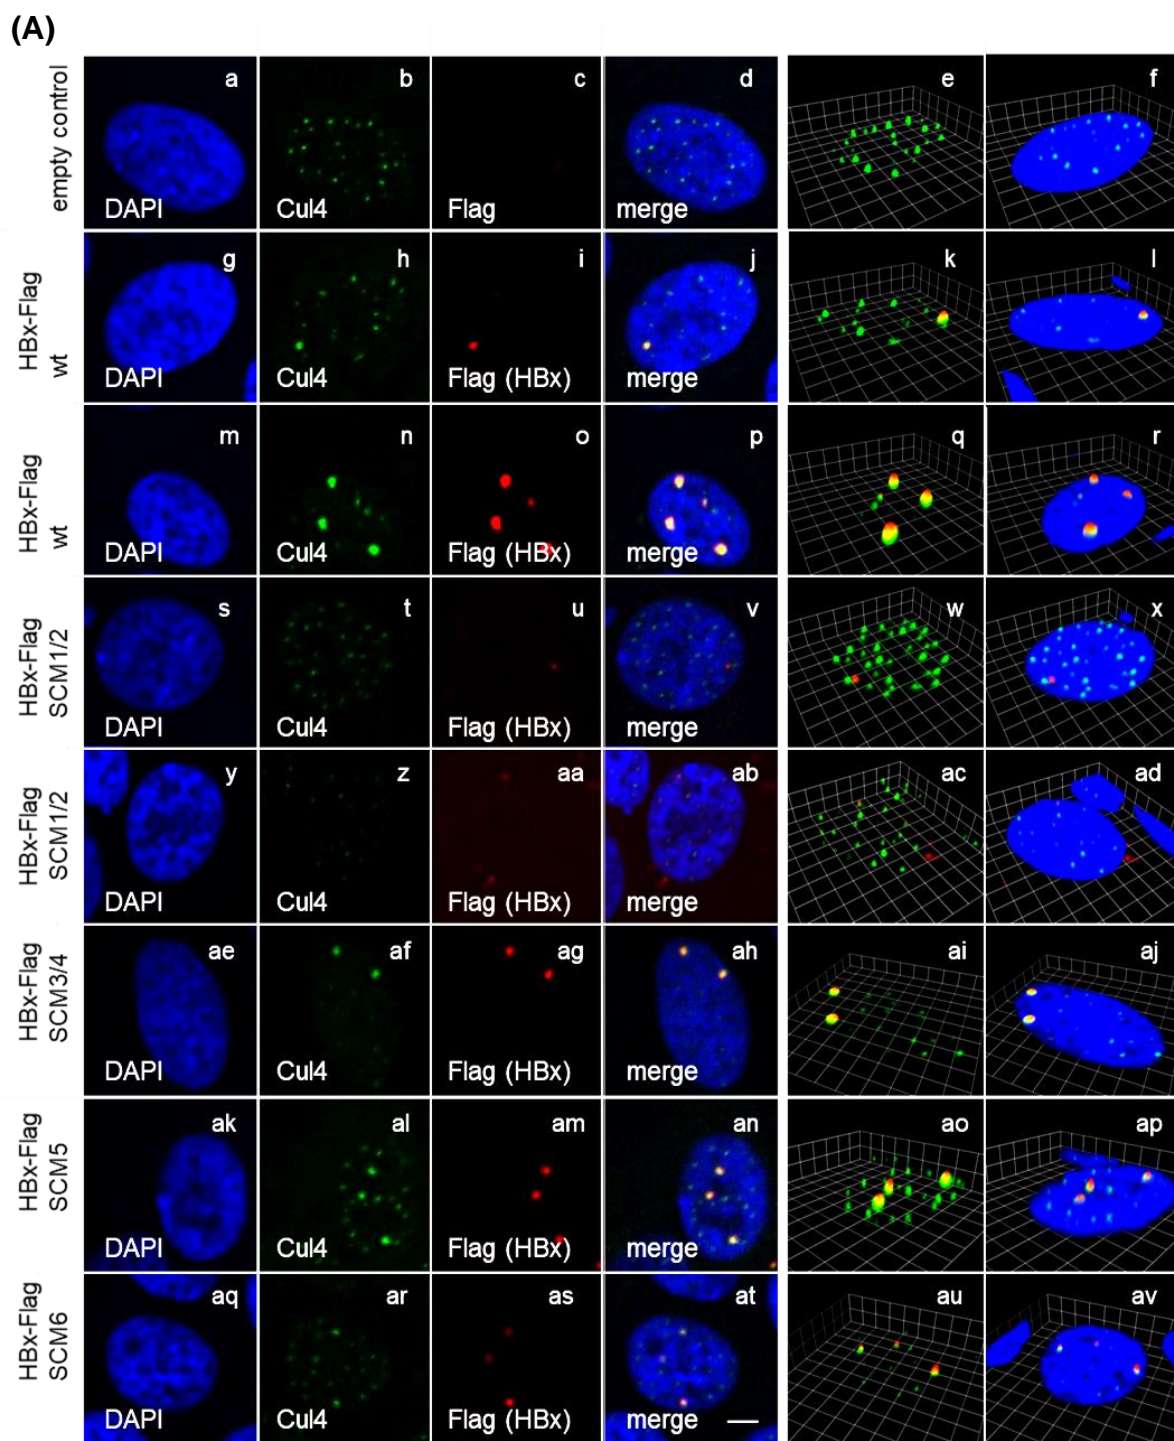 (A)
empty control
a
b
c
d
e
f
DAPI
Cul4
Flag
merge
HBx-Flag
wt
g
h
i
j
k
l
DAPI
Cul4
Flag (HBx)
merge
HBx-Flag
wt
m
n
o
p
q
r
DAPI
Cul4
Flag (HBx)
merge
HBx-Flag
SCM1/2
s
t
u
v
w
x
DAPI
Cul4
Flag (HBx)
merge
HBx-Flag
SCM1/2
y
z
aa
ab
ac
ad
DAPI
Cul4
Flag (HBx)
merge
HBx-Flag
SCM3/4
ae
af
ag
ah
ai
aj
DAPI
Cul4
Flag (HBx)
merge
HBx-Flag
SCM5
ak
al
am
an
ao
ap
DAPI
Cul4
Flag (HBx)
merge
HBx-Flag
SCM6
aq
ar
as
at
au
av
DAPI
Cul4
Flag (HBx)
merge